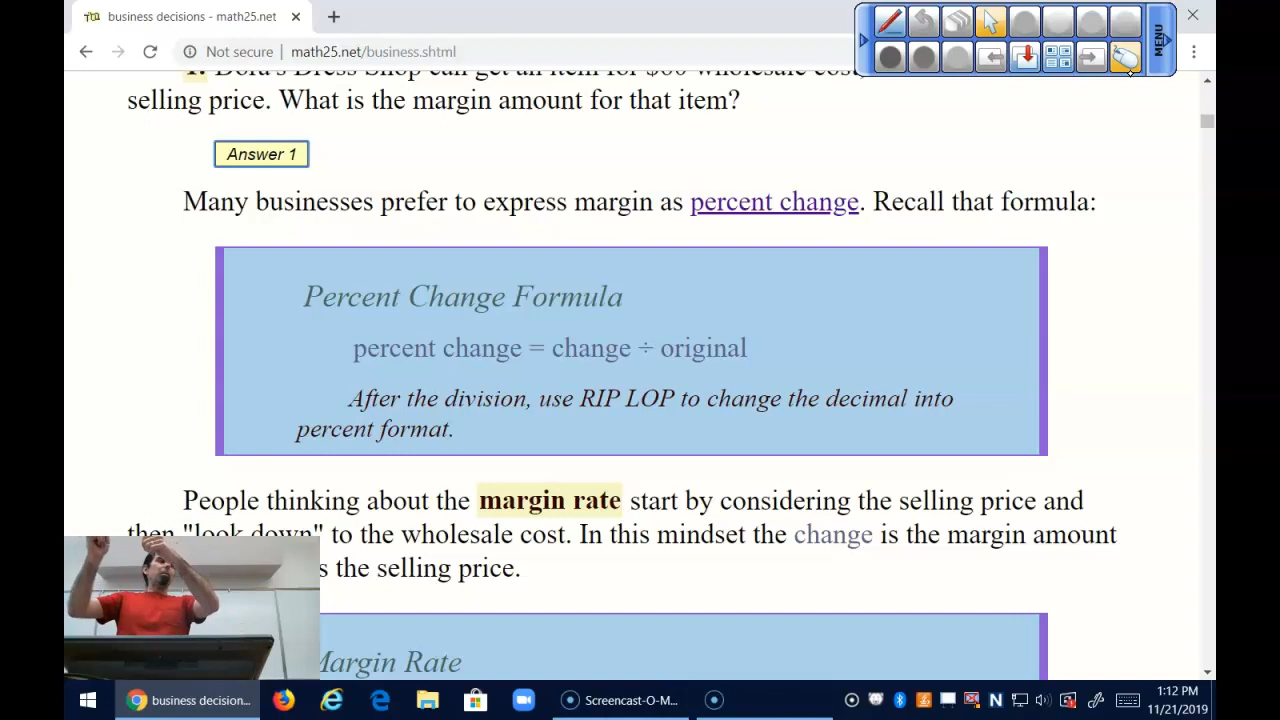 business decisions - math25.net
Not secure
math25.net/business.shtml
MENU
selling price. What is the margin amount for that item?
Answer 1
Many businesses prefer to express margin as percent change. Recall that formula:
Percent Change Formula
percent change = change ÷ original
After the division, use RIP LOP to change the decimal into
percent format.
People thinking about the margin rate start by considering the selling price and
then "look down" to the wholesale cost. In this mindset the change is the margin amount
s the selling price.
Margin Rate
business decision...
Screencast-O-M...
1:12 PM
11/21/2019